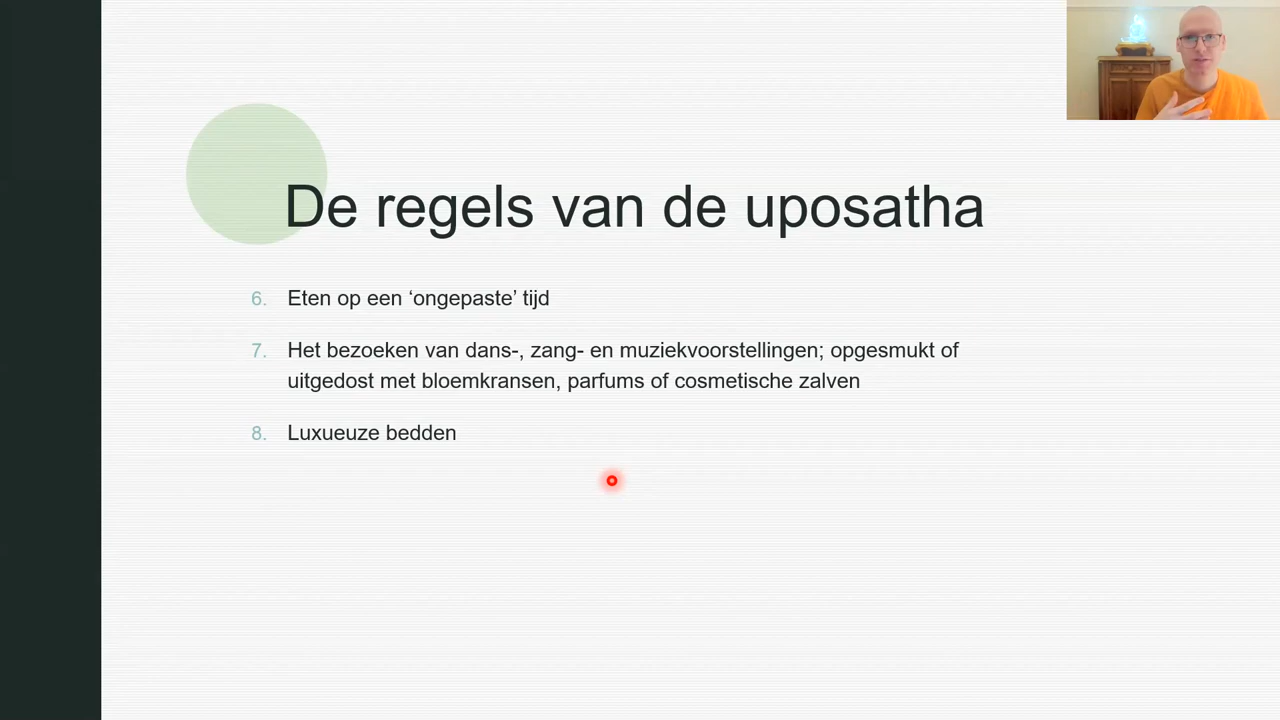 De regels van de uposatha
6. Eten op een ‘ongepaste’ tijd
7. Het bezoeken van dans-, zang- en muziekvoorstellingen; opgesmukt of
uitgedost met bloemkransen, parfums of cosmetische zalven
8. Luxueuze bedden